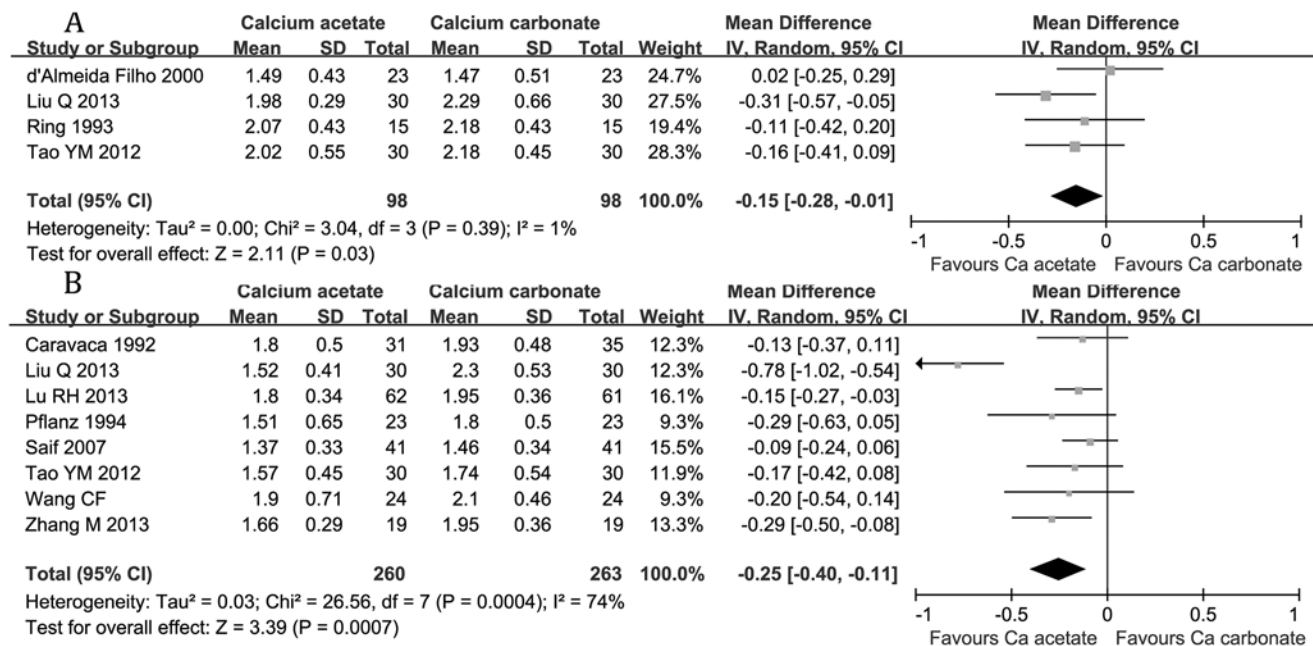 A
Calcium acetate Calcium carbonate Mean Difference Mean Difference
Study or Subgroup Mean SD Total Mean SD Total Weight IV, Random, 95% CI IV, Random, 95% CI
d'Almeida Filho 2000 1.49 0.43 23 1.47 0.51 23 24.7% 0.02 [-0.25, 0.29]
Liu Q 2013 1.98 0.29 30 2.29 0.66 30 27.5% -0.31 [-0.57, -0.05]
Ring 1993 2.07 0.43 15 2.18 0.43 15 19.4% -0.11 [-0.42, 0.20]
Tao YM 2012 2.02 0.55 30 2.18 0.45 30 28.3% -0.16 [-0.41, 0.09]
Total (95% CI) 98 98 100.0% -0.15 [-0.28, -0.01]
Heterogeneity: Tau² = 0.00; Chi² = 3.04, df = 3 (P = 0.39); I² = 1%
Test for overall effect: Z = 2.11 (P = 0.03)
-1 -0.5 0 0.5 1
Favours Ca acetate Favours Ca carbonate
B
Calcium acetate Calcium carbonate Mean Difference Mean Difference
Study or Subgroup Mean SD Total Mean SD Total Weight IV, Random, 95% CI IV, Random, 95% CI
Caravaca 1992 1.8 0.5 31 1.93 0.48 35 12.3% -0.13 [-0.37, 0.11]
Liu Q 2013 1.52 0.41 30 2.3 0.53 30 12.3% -0.78 [-1.02, -0.54]
Lu RH 2013 1.8 0.34 62 1.95 0.36 61 16.1% -0.15 [-0.27, -0.03]
Pflanz 1994 1.51 0.65 23 1.8 0.5 23 9.3% -0.29 [-0.63, 0.05]
Saif 2007 1.37 0.33 41 1.46 0.34 41 15.5% -0.09 [-0.24, 0.06]
Tao YM 2012 1.57 0.45 30 1.74 0.54 30 11.9% -0.17 [-0.42, 0.08]
Wang CF 1.9 0.71 24 2.1 0.46 24 9.3% -0.20 [-0.54, 0.14]
Zhang M 2013 1.66 0.29 19 1.95 0.36 19 13.3% -0.29 [-0.50, -0.08]
Total (95% CI) 260 263 100.0% -0.25 [-0.40, -0.11]
Heterogeneity: Tau² = 0.03; Chi² = 26.56, df = 7 (P = 0.0004); I² = 74%
Test for overall effect: Z = 3.39 (P = 0.0007)
-1 -0.5 0 0.5 1
Favours Ca acetate Favours Ca carbonate